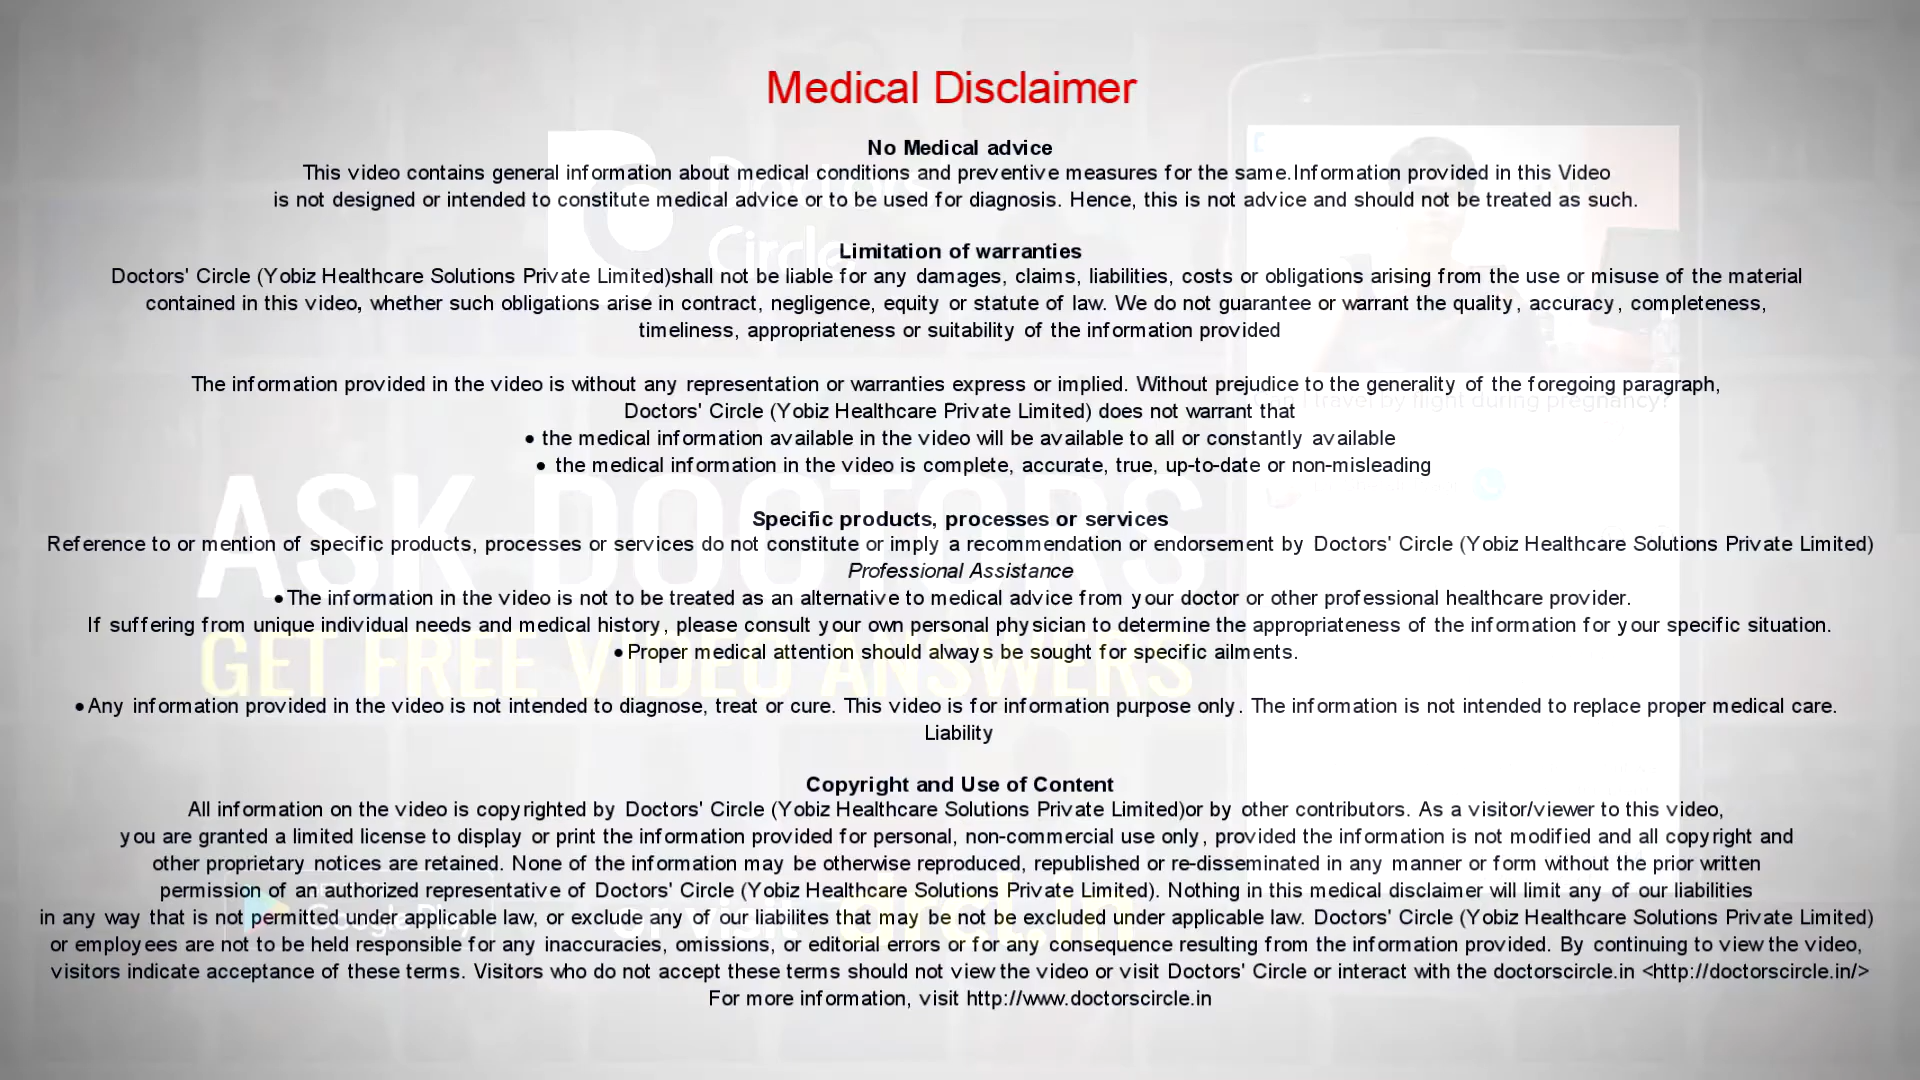 Medical Disclaimer
No Medical advice
This video contains general information about medical conditions and preventive measures for the same.Information provided in this Video
is not designed or intended to constitute medical advice or to be used for diagnosis. Hence, this is not advice and should not be treated as such.
Doctors'
Circle
Limitation of warranties
Doctors' Circle (Yobiz Healthcare Solutions Private Limited)shall not be liable for any damages, claims, liabilities, costs or obligations arising from the use or misuse of the material
contained in this video, whether such obligations arise in contract, negligence, equity or statute of law. We do not guarantee or warrant the quality, accuracy, completeness,
timeliness, appropriateness or suitability of the information provided
The information provided in the video is without any representation or warranties express or implied. Without prejudice to the generality of the foregoing paragraph,
Can I travel by flight during pregnancy?
Doctors' Circle (Yobiz Healthcare Private Limited) does not warrant that
• the medical information available in the video will be available to all or constantly available
• the medical information in the video is complete, accurate, true, up-to-date or non-misleading
ASK DOCTORS
Specific products, processes or services
Reference to or mention of specific products, processes or services do not constitute or imply a recommendation or endorsement by Doctors' Circle (Yobiz Healthcare Solutions Private Limited)
Professional Assistance
•The information in the video is not to be treated as an alternative to medical advice from your doctor or other professional healthcare provider.
If suffering from unique individual needs and medical history, please consult your own personal physician to determine the appropriateness of the information for your specific situation.
•Proper medical attention should always be sought for specific ailments.
GET FREE VIDEO ANSWERS
•Any information provided in the video is not intended to diagnose, treat or cure. This video is for information purpose only. The information is not intended to replace proper medical care.
Liability
Copyright and Use of Content
All information on the video is copyrighted by Doctors' Circle (Yobiz Healthcare Solutions Private Limited)or by other contributors. As a visitor/viewer to this video,
you are granted a limited license to display or print the information provided for personal, non-commercial use only, provided the information is not modified and all copyright and
other proprietary notices are retained. None of the information may be otherwise reproduced, republished or re-disseminated in any manner or form without the prior written
permission of an authorized representative of Doctors' Circle (Yobiz Healthcare Solutions Private Limited). Nothing in this medical disclaimer will limit any of our liabilities
in any way that is not permitted under applicable law, or exclude any of our liabilites that may be not be excluded under applicable law. Doctors' Circle (Yobiz Healthcare Solutions Private Limited)
Google Play or visit drcl.in
or employees are not to be held responsible for any inaccuracies, omissions, or editorial errors or for any consequence resulting from the information provided. By continuing to view the video,
visitors indicate acceptance of these terms. Visitors who do not accept these terms should not view the video or visit Doctors' Circle or interact with the doctorscircle.in <http://doctorscircle.in/>
For more information, visit http://www.doctorscircle.in